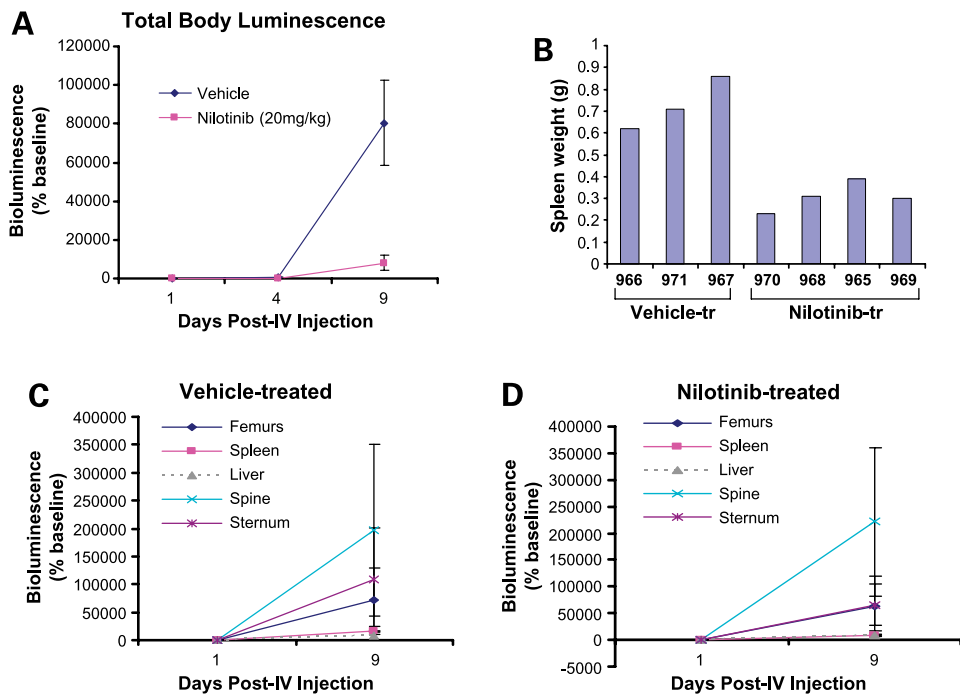 A
Total Body Luminescence
Bioluminescence
(% baseline)
120000
100000
80000
60000
40000
20000
0
Vehicle
Nilotinib (20mg/kg)
1 4 9
Days Post-IV Injection
B
Spleen weight (g)
1
0.9
0.8
0.7
0.6
0.5
0.4
0.3
0.2
0.1
0
966 971 967 970 968 965 969
Vehicle-tr Nilotinib-tr
C
Vehicle-treated
Bioluminescence
(% baseline)
400000
350000
300000
250000
200000
150000
100000
50000
0
Femurs
Spleen
Liver
Spine
Sternum
1 9
Days Post-IV Injection
D
Nilotinib-treated
Bioluminescence
(% baseline)
400000
350000
300000
250000
200000
150000
100000
50000
0
-5000
Femurs
Spleen
Liver
Spine
Sternum
1 9
Days Post-IV Injection